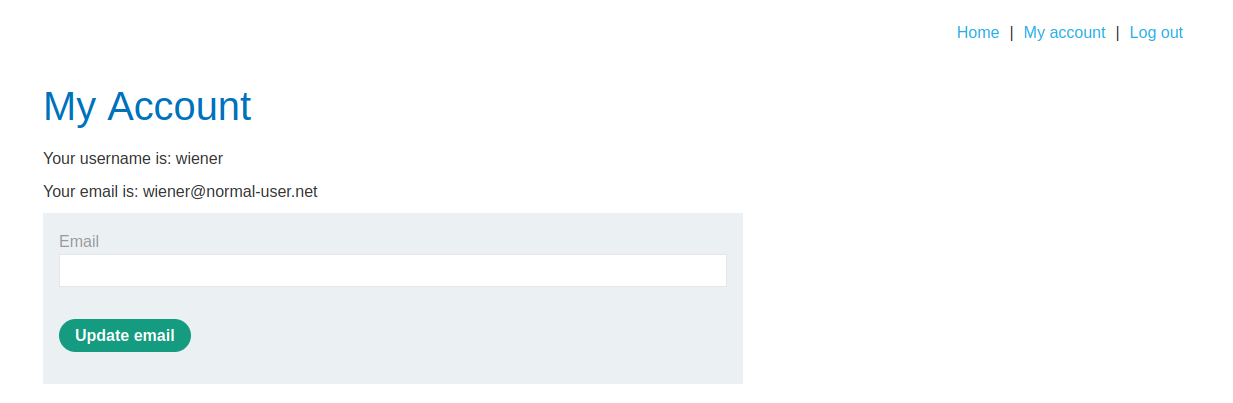 Home | My account | Log out
My Account
Your username is: wiener
Your email is: wiener@normal-user.net
Email
Update email